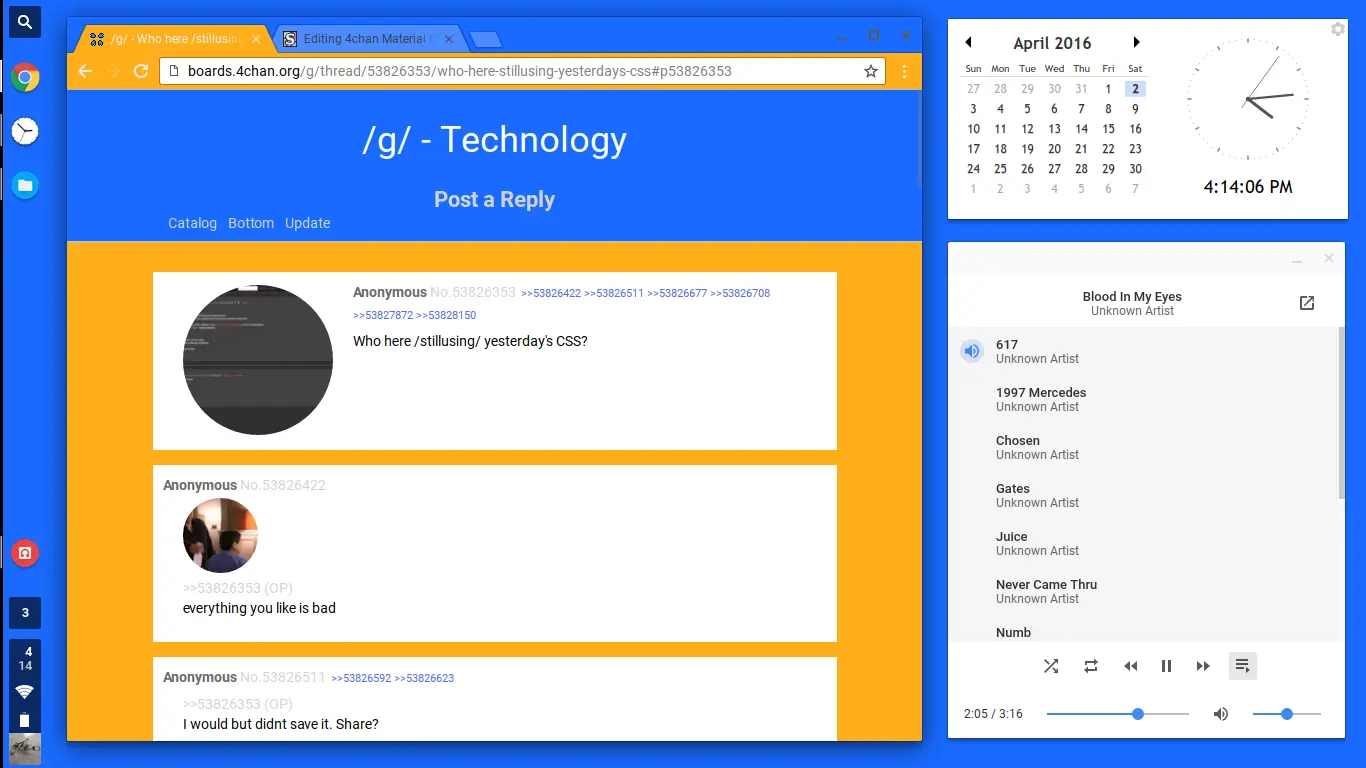 /g/ - Who here /stillusin
Editing 4chan Material
boards.4chan.org/g/thread/53826353/who-here-stillusing-yesterdays-css#p53826353
/g/ - Technology
Post a Reply
Catalog Bottom Update
Anonymous No.53826353 >>53826422 >>53826511 >>53826677 >>53826708
>>53827872 >>53828150
Who here /stillusing/ yesterday's CSS?
Anonymous No.53826422
>>53826353 (OP)
everything you like is bad
Anonymous No.53826511 >>53826592 >>53826623
>>53826353 (OP)
I would but didnt save it. Share?
3
4
14
April 2016
Sun Mon Tue Wed Thu Fri Sat
27 28 29 30 31 1 2
3 4 5 6 7 8 9
10 11 12 13 14 15 16
17 18 19 20 21 22 23
24 25 26 27 28 29 30
1 2 3 4 5 6 7
4:14:06 PM
Blood In My Eyes
Unknown Artist
617
Unknown Artist
1997 Mercedes
Unknown Artist
Chosen
Unknown Artist
Gates
Unknown Artist
Juice
Unknown Artist
Never Came Thru
Unknown Artist
Numb
2:05 / 3:16